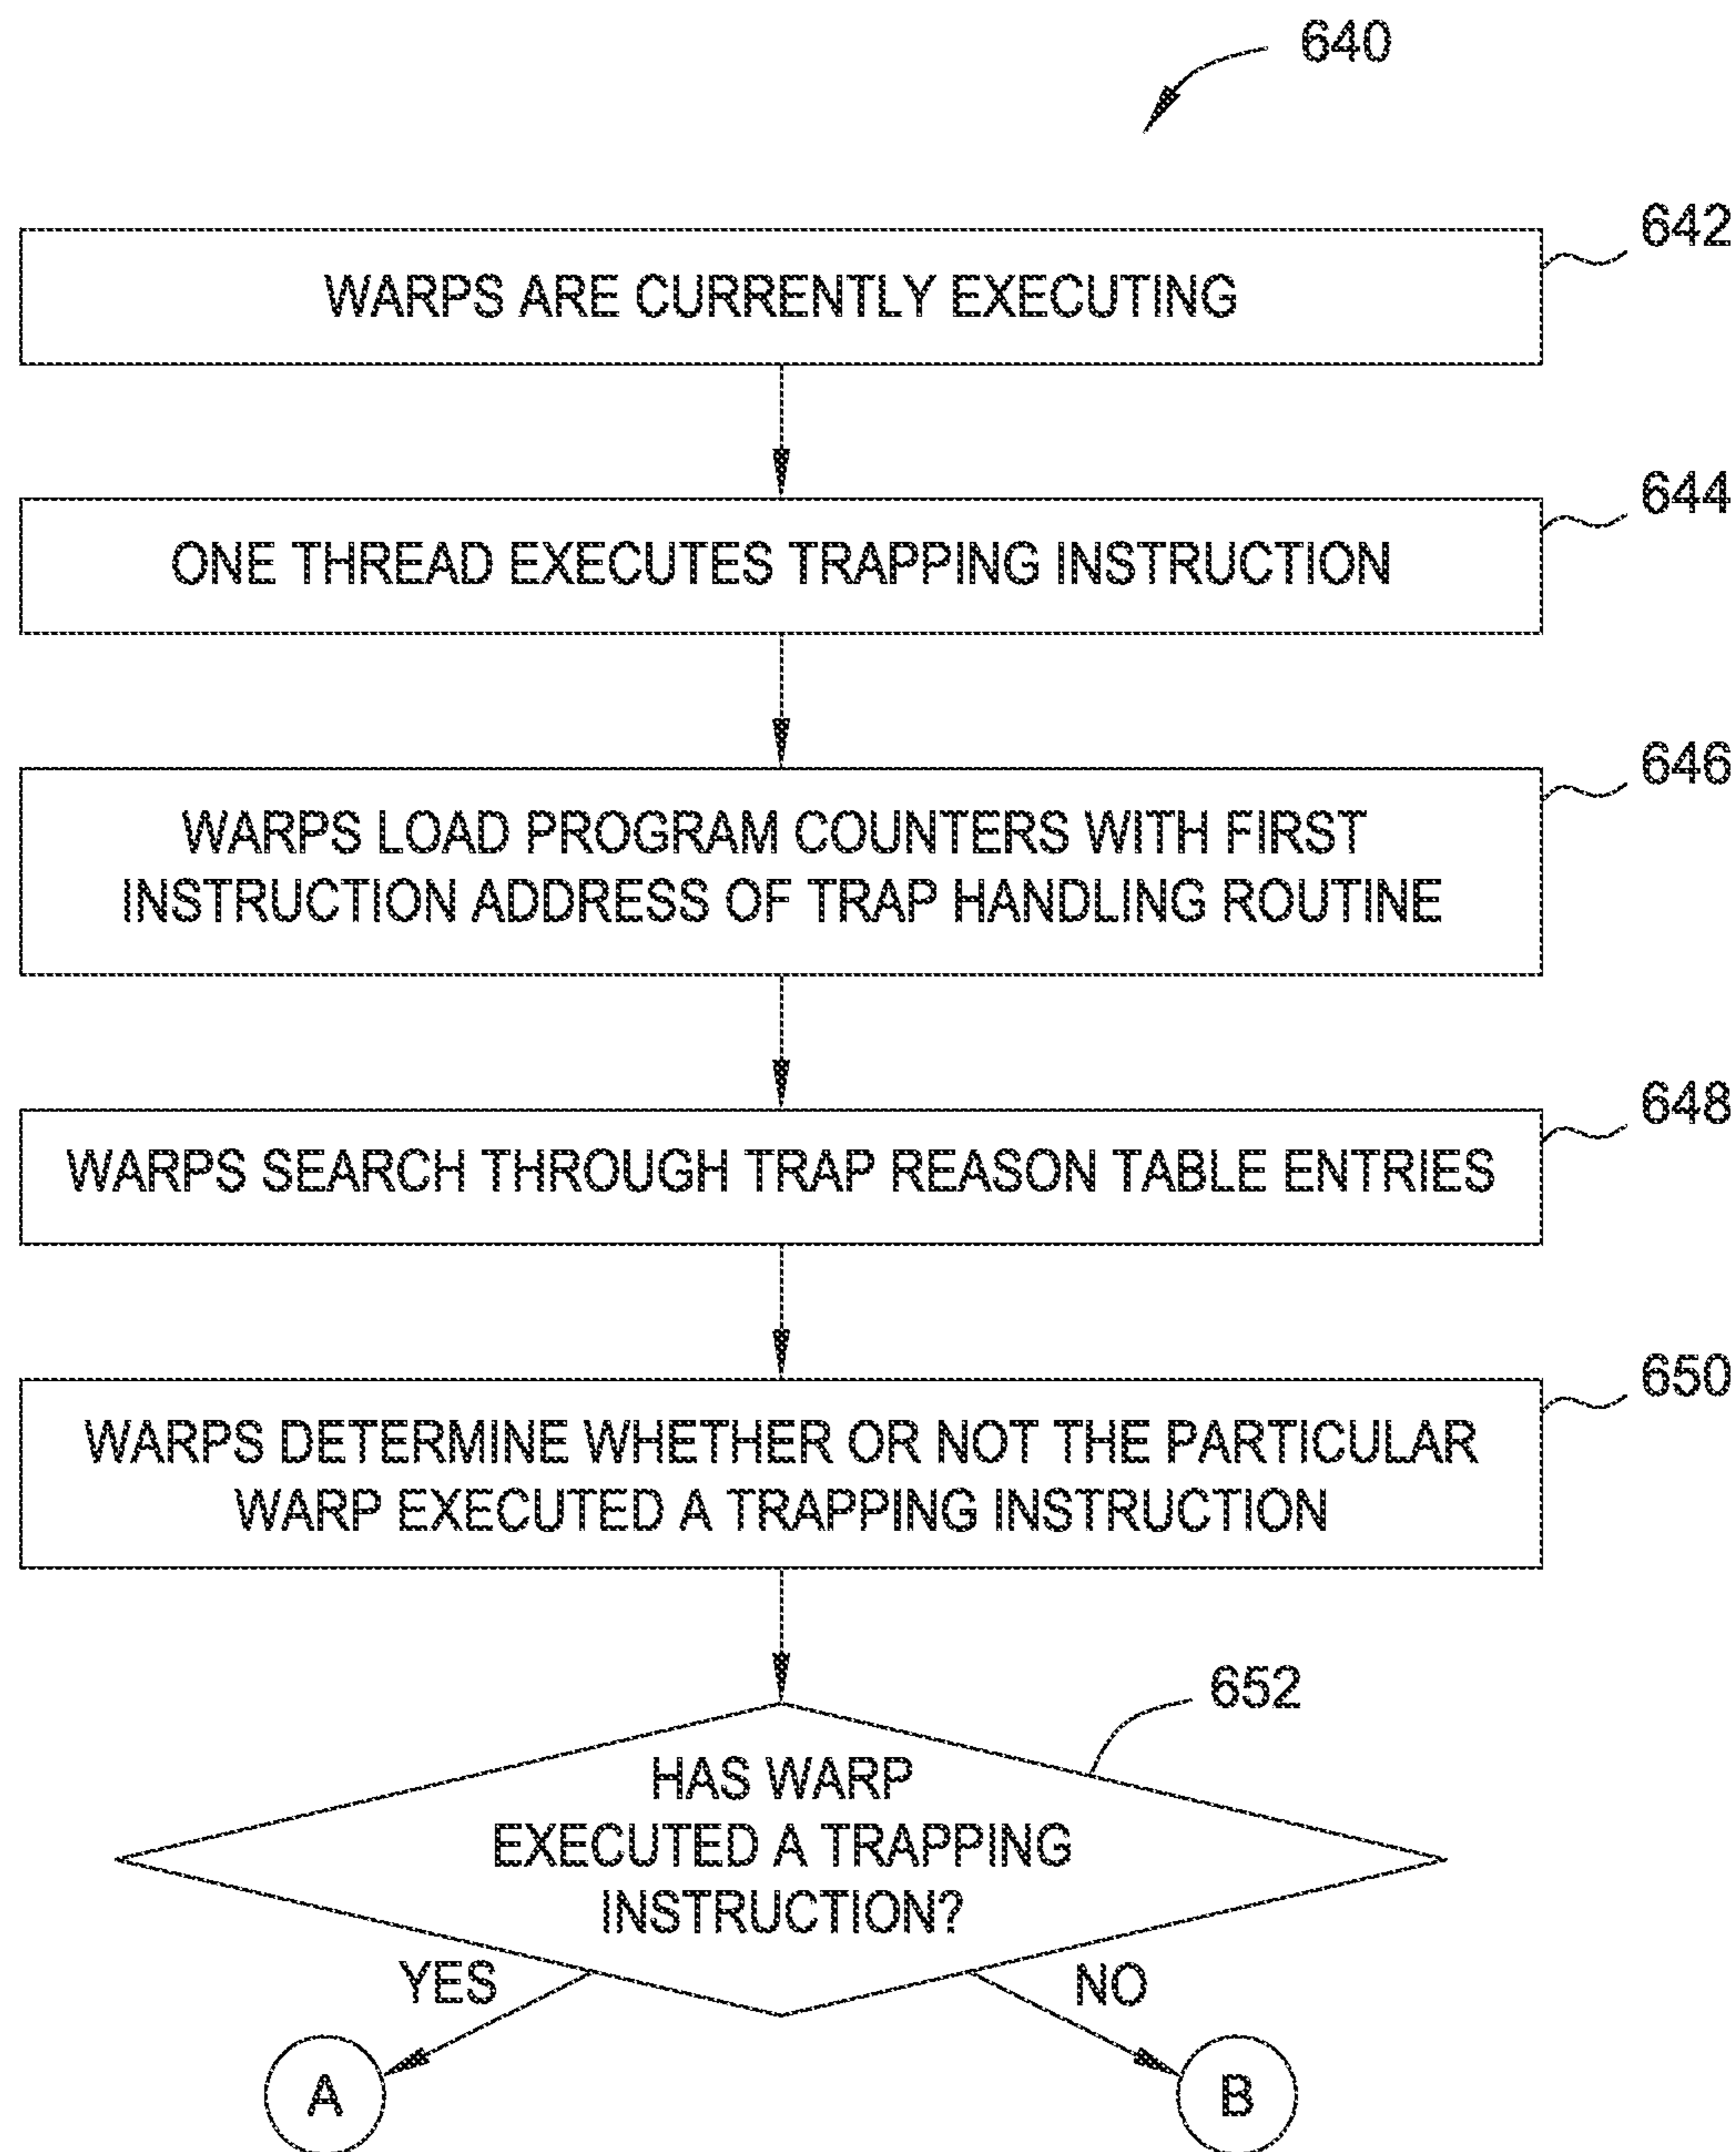 640
642
WARPS ARE CURRENTLY EXECUTING
644
ONE THREAD EXECUTES TRAPPING INSTRUCTION
646
WARPS LOAD PROGRAM COUNTERS WITH FIRST
INSTRUCTION ADDRESS OF TRAP HANDLING ROUTINE
648
WARPS SEARCH THROUGH TRAP REASON TABLE ENTRIES
650
WARPS DETERMINE WHETHER OR NOT THE PARTICULAR
WARP EXECUTED A TRAPPING INSTRUCTION
652
HAS WARP
EXECUTED A TRAPPING
INSTRUCTION?
YES
NO
A
B